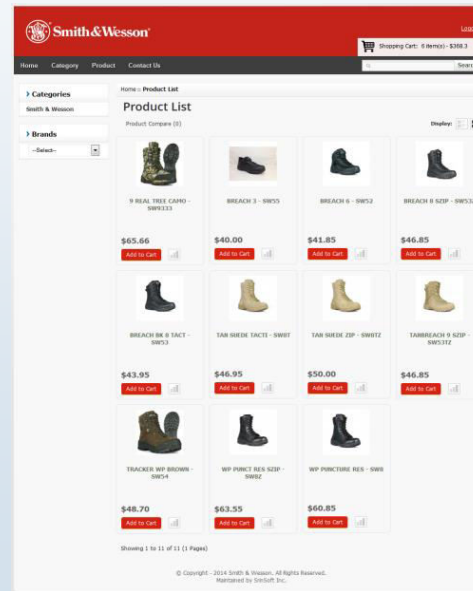 Smith & Wesson
Shopping Cart: 6 item(s) - $368.3
Home
Category
Product
Contact Us
Categories
Smith & Wesson
Brands
--Select--
Home :: Product List
Product List
Product Compare (0)
Display:
9 REAL TREE CAMO -
SW9333
$65.66
Add to Cart
BREACH 3 - SW55
$40.00
Add to Cart
BREACH 6 - SW52
$41.85
Add to Cart
$46.85
Add to Cart
BREACH BK 8 TACT -
SW53
$43.95
Add to Cart
TAN SUEDE TACTI - SW8T
$46.95
Add to Cart
TAN SUEDE ZIP - SW8TZ
$50.00
Add to Cart
TANBREACH 9 SZIP -
SW53TZ
$46.85
Add to Cart
TRACKER WP BROWN -
SW54
$48.70
Add to Cart
WP PUNCT RES SZIP -
SW8Z
$63.55
Add to Cart
WP PUNCTURE RES - SW8
$60.85
Add to Cart
Showing 1 to 11 of 11 (1 Pages)
© Copyright - 2014 Smith & Wesson, All Rights Reserved.
Maintained by SimSoft Inc.